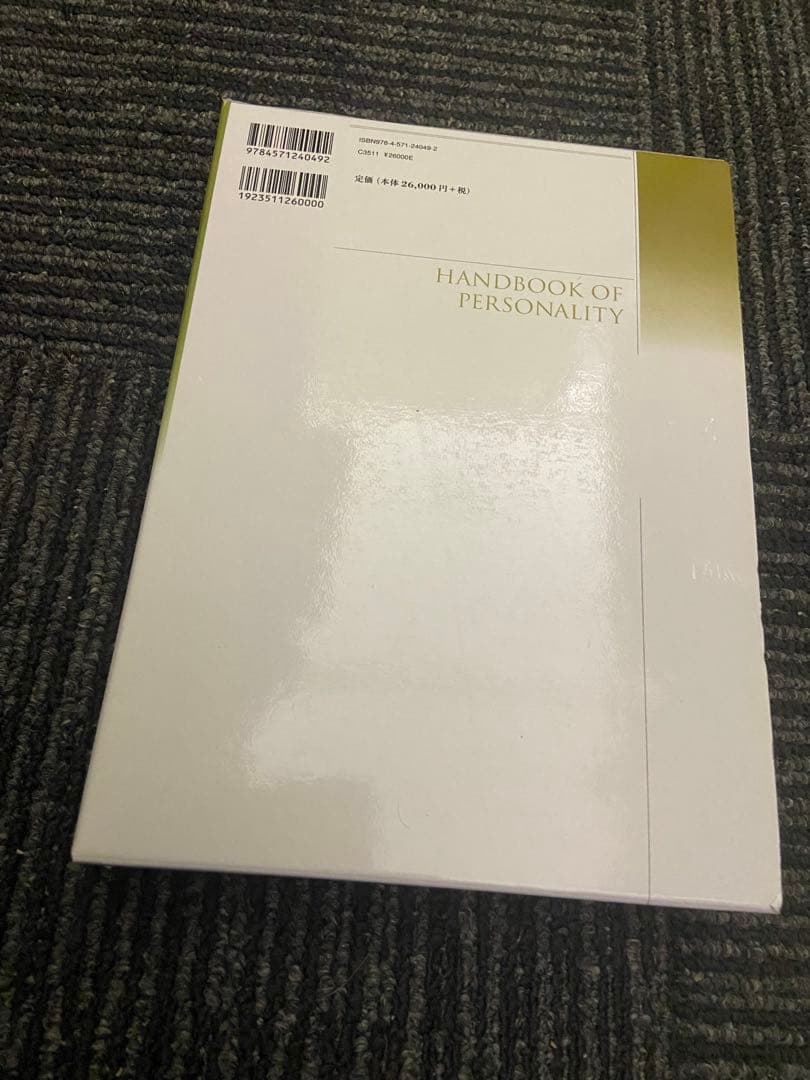 9784571240492
1923511260000
ISBN978-4-571-24049-2
C3511 ¥26000E
定価（本体 26,000 円＋税）
HANDBOOK OF
PERSONALITY